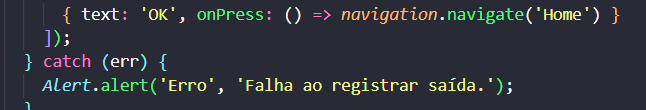 { text: 'OK', onPress: () => navigation.navigate('Home') }
]);
} catch (err) {
Alert.alert('Erro', 'Falha ao registrar saída.');
}